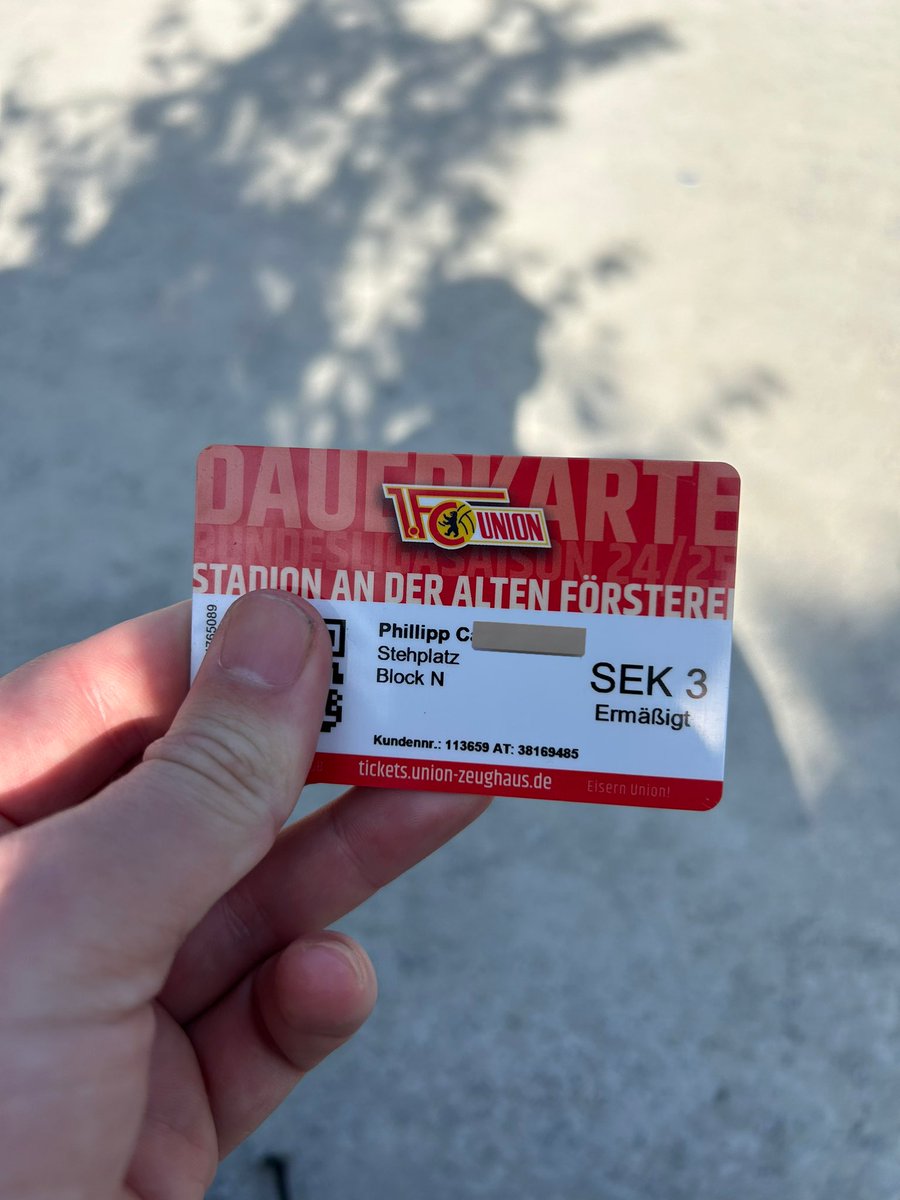 DAUERKARTE
1.FC UNION
BUNDESLIGASAISON 24/25
STADION AN DER ALTEN FÖRSTEREI
765089
Phillipp
Stehplatz
Block N
SEK 3
Ermäßigt
Kundennr.: 113659 AT: 38169485
tickets.union-zeughaus.de
Eisern Union!